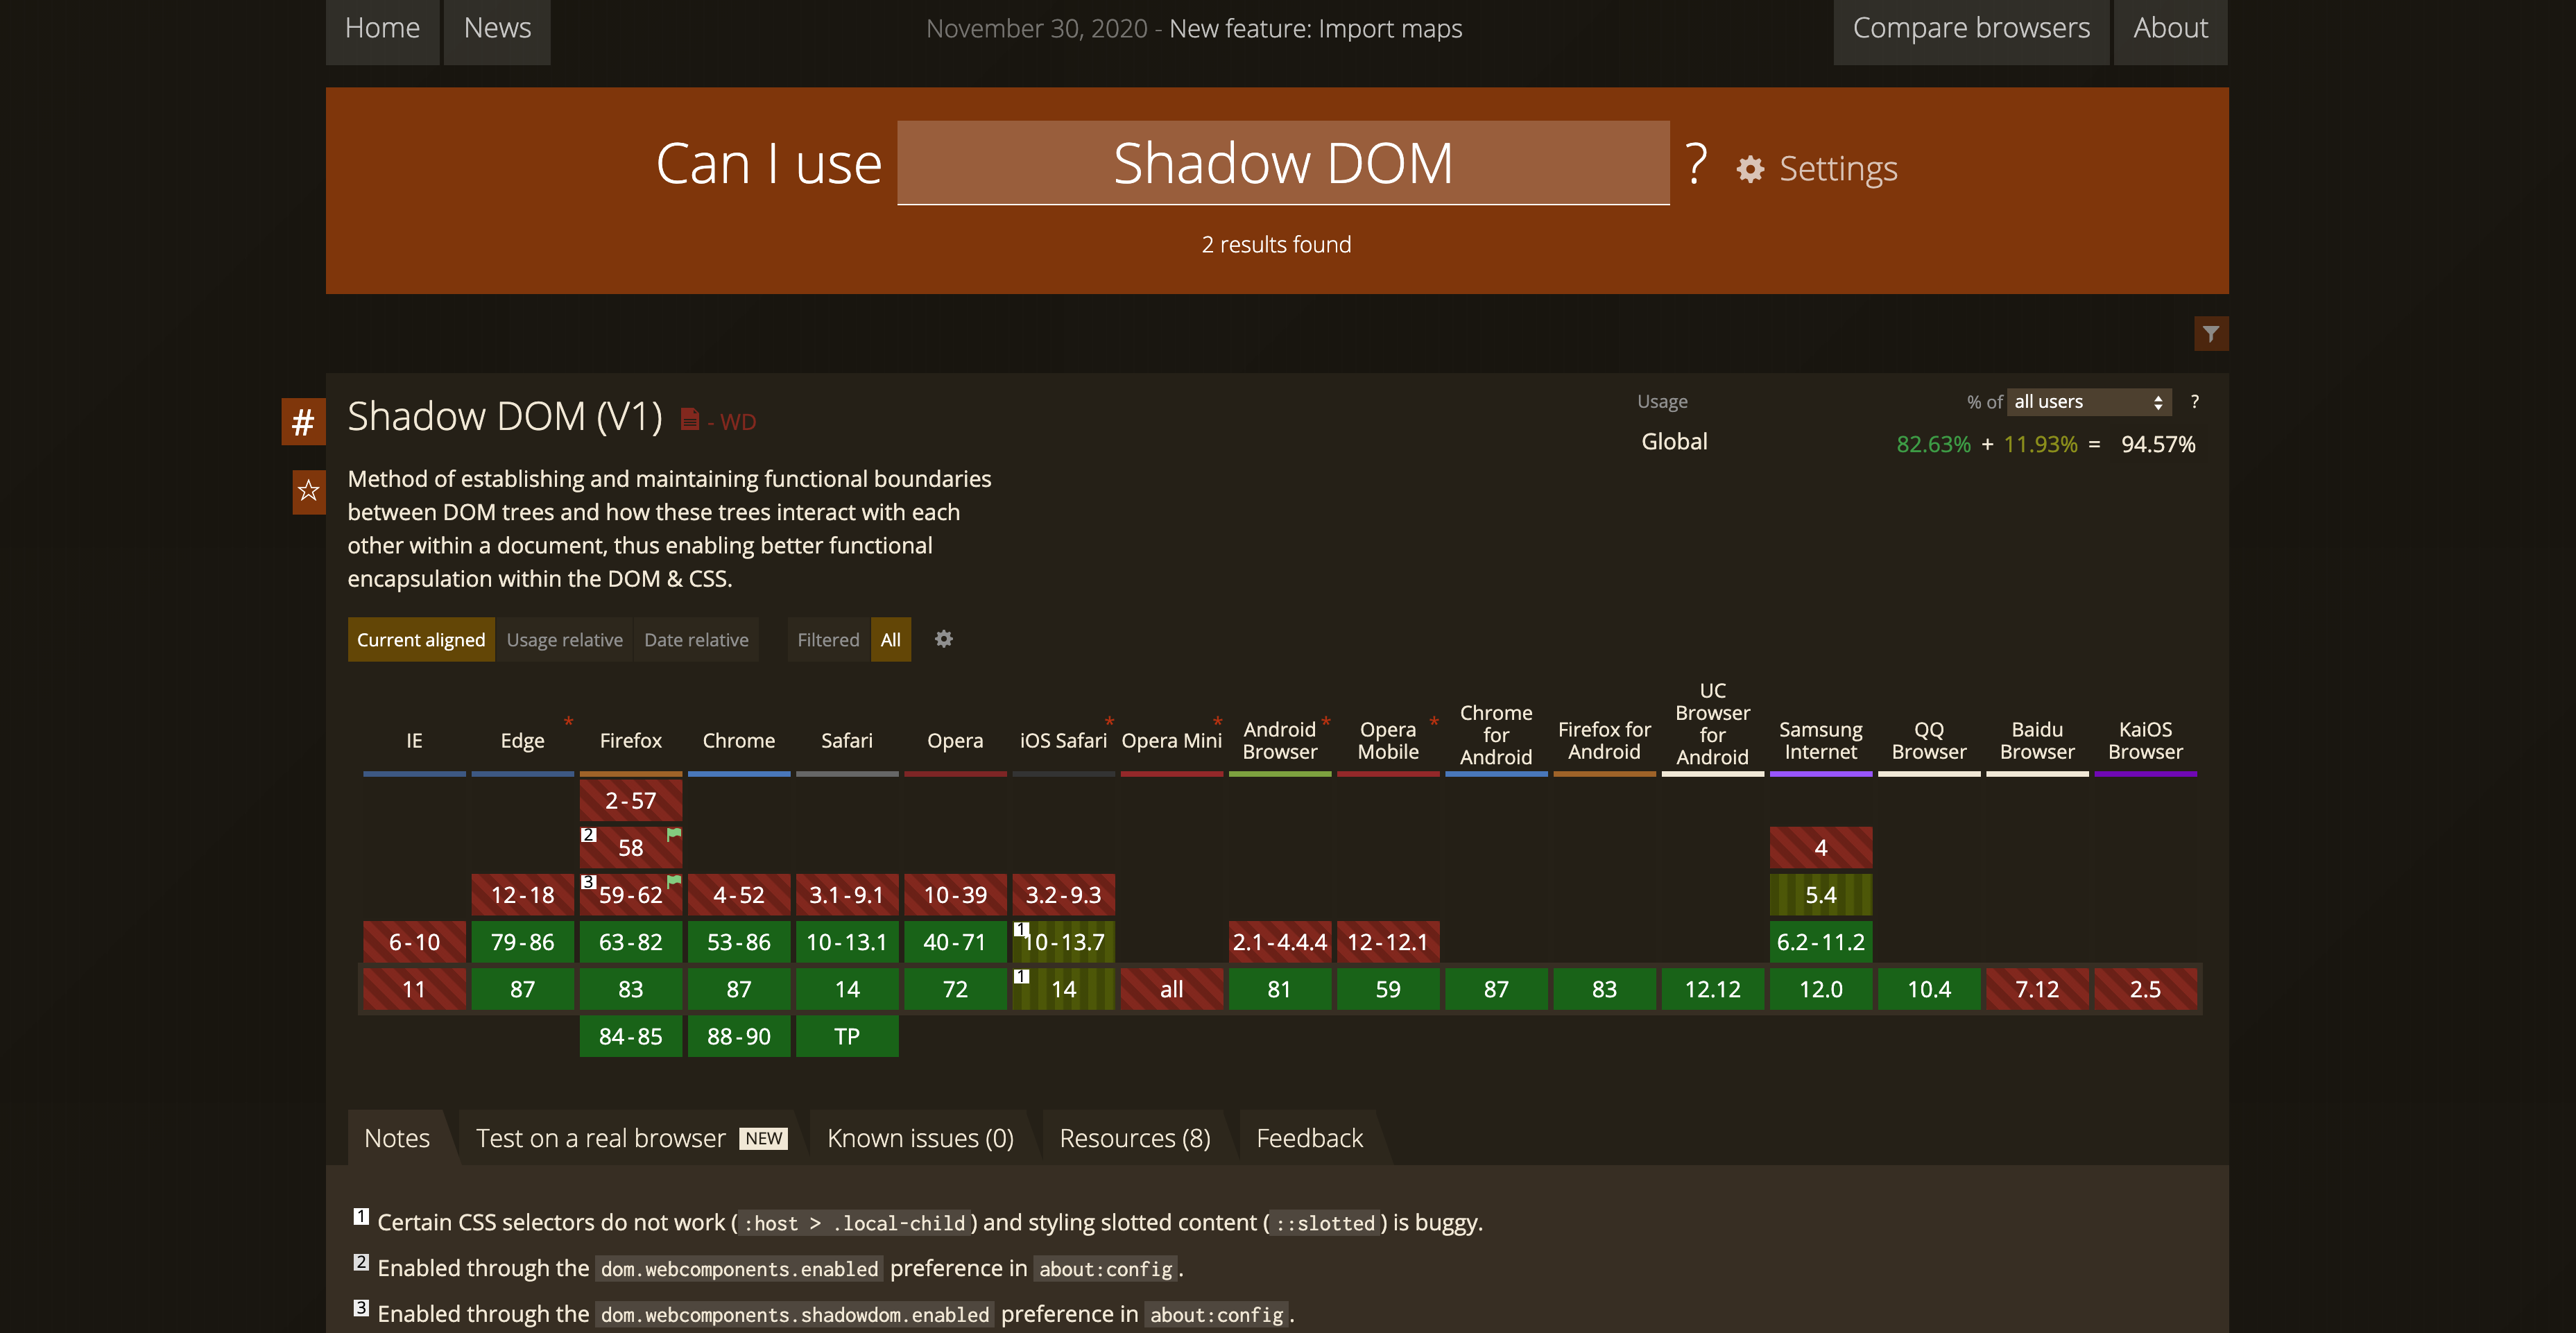 Home News November 30, 2020 - New feature: Import maps Compare browsers About
Can I use Shadow DOM ? Settings
2 results found
# Shadow DOM (V1) - WD
Usage % of all users ?
Global 82.63% + 11.93% = 94.57%
Method of establishing and maintaining functional boundaries
between DOM trees and how these trees interact with each
other within a document, thus enabling better functional
encapsulation within the DOM & CSS.
Current aligned Usage relative Date relative Filtered All
IE Edge * Firefox Chrome Safari Opera iOS Safari * Opera Mini * Android Browser * Opera Mobile * Chrome for Android Firefox for Android UC Browser for Android Samsung Internet QQ Browser Baidu Browser KaiOS Browser
2-57
2 58 4
12-18 3 59-62 4-52 3.1-9.1 10-39 3.2-9.3 5.4
6-10 79-86 63-82 53-86 10-13.1 40-71 1 10-13.7 2.1-4.4.4 12-12.1 6.2-11.2
11 87 83 87 14 72 1 14 all 81 59 87 83 12.12 12.0 10.4 7.12 2.5
84-85 88-90 TP
Notes Test on a real browser NEW Known issues (0) Resources (8) Feedback
1 Certain CSS selectors do not work (:host > .local-child) and styling slotted content (::slotted) is buggy.
2 Enabled through the dom.webcomponents.enabled preference in about:config.
3 Enabled through the dom.webcomponents.shadowdom.enabled preference in about:config.